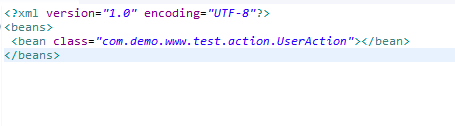 <?xml version="1.0" encoding="UTF-8"?>
<beans>
<bean class="com.demo.www.test.action.UserAction"></bean>
</beans>